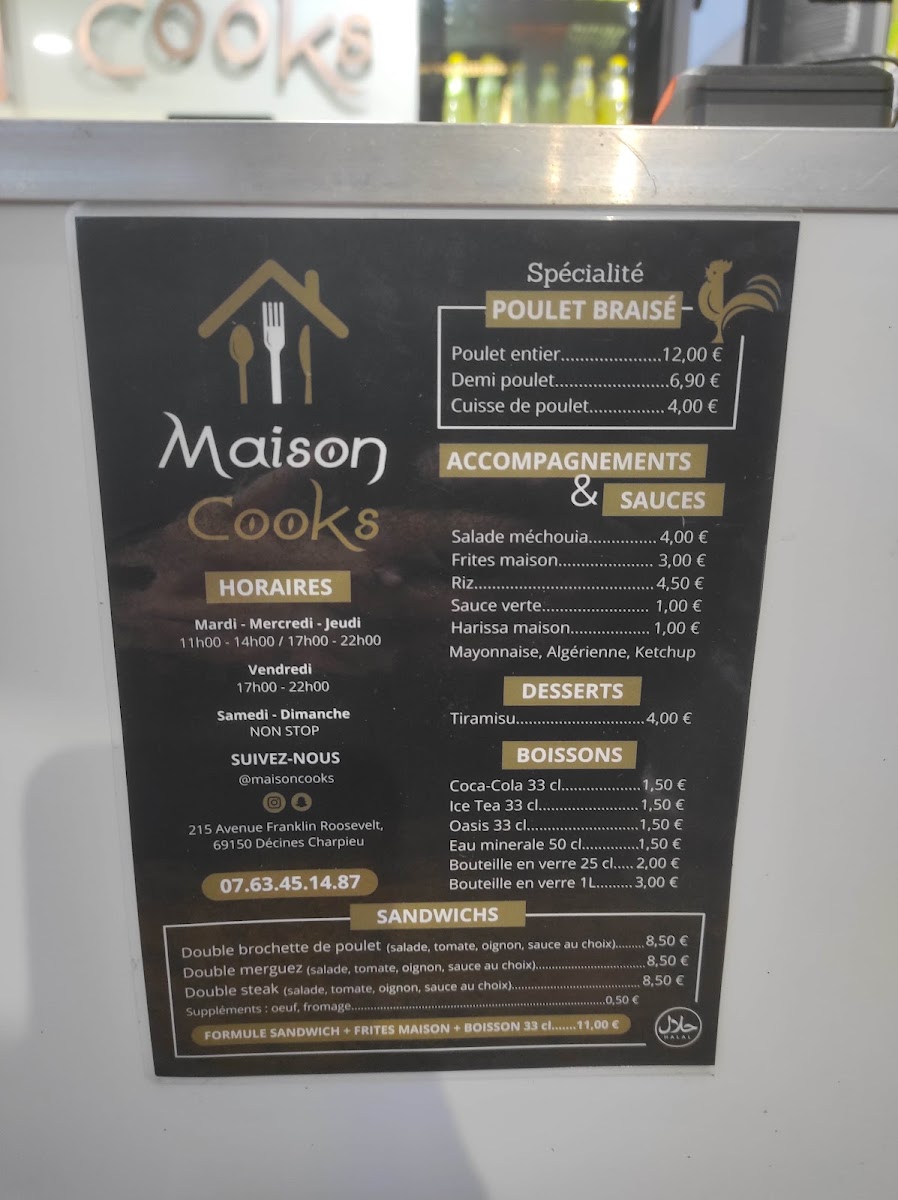 Cooks
Maison
Cooks
HORAIRES
Mardi - Mercredi - Jeudi
11h00 - 14h00 / 17h00 - 22h00
Vendredi
17h00 - 22h00
Samedi - Dimanche
NON STOP
SUIVEZ-NOUS
@maisoncooks
215 Avenue Franklin Roosevelt,
69150 Décines Charpieu
07.63.45.14.87
Spécialité
POULET BRAISÉ
Poulet entier.....................12,00 €
Demi poulet........................6,90 €
Cuisse de poulet................ 4,00 €
ACCOMPAGNEMENTS
&
SAUCES
Salade méchouia............... 4,00 €
Frites maison..................... 3,00 €
Riz........................................ 4,50 €
Sauce verte........................ 1,00 €
Harissa maison.................. 1,00 €
Mayonnaise, Algérienne, Ketchup
DESSERTS
Tiramisu.............................4,00 €
BOISSONS
Coca-Cola 33 cl...................1,50 €
Ice Tea 33 cl........................1,50 €
Oasis 33 cl...........................1,50 €
Eau minerale 50 cl..............1,50 €
Bouteille en verre 25 cl..... 2,00 €
Bouteille en verre 1L......... 3,00 €
SANDWICHS
Double brochette de poulet (salade, tomate, oignon, sauce au choix).........8,50 €
Double merguez (salade, tomate, oignon, sauce au choix)................................ 8,50 €
Double steak (salade, tomate, oignon, sauce au choix)..................................... 8,50 €
Suppléments : oeuf, fromage.....................................................................0,50 €
FORMULE SANDWICH + FRITES MAISON + BOISSON 33 cl.......11,00 €
حلال
HALAL